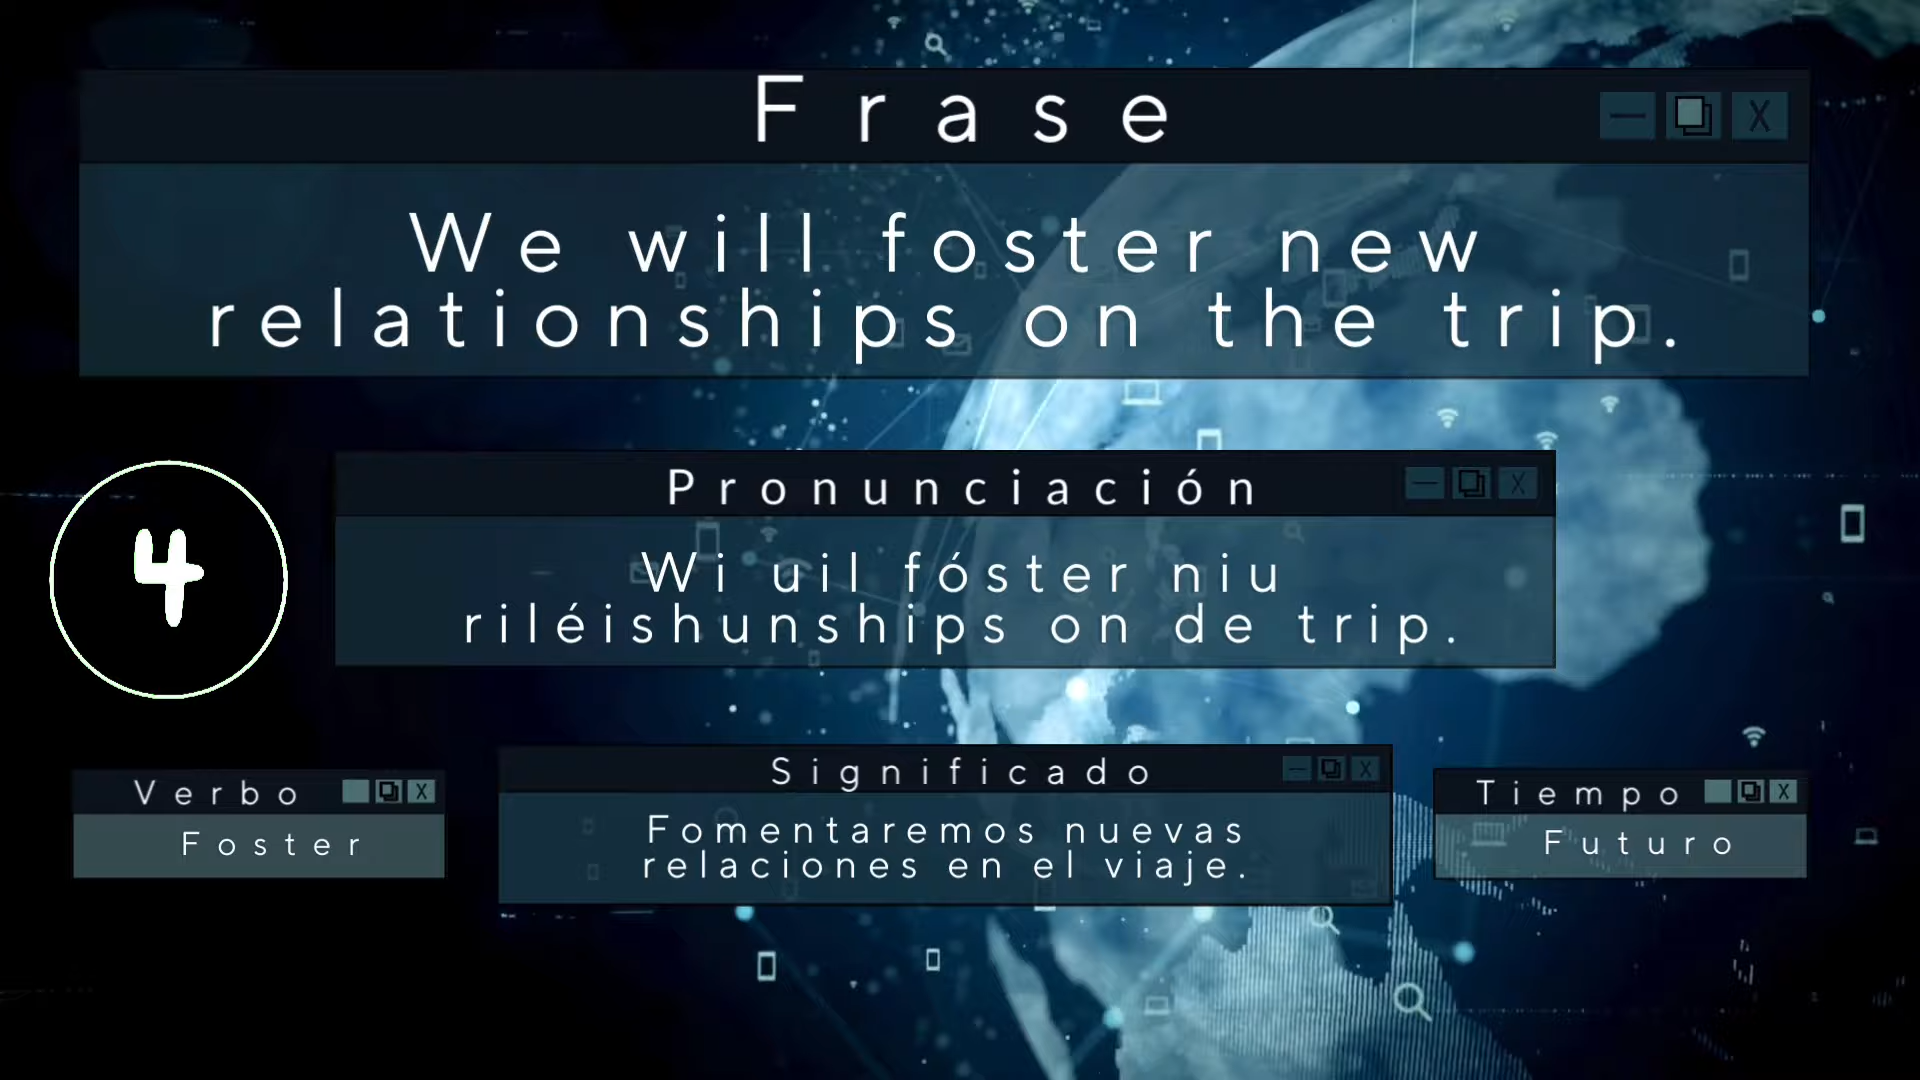 Frase
We will foster new
relationships on the trip.
Pronunciación
Wi uil fóster niu
riléishunships on de trip.
4
Verbo
Foster
Significado
Fomentaremos nuevas
relaciones en el viaje.
Tiempo
Futuro